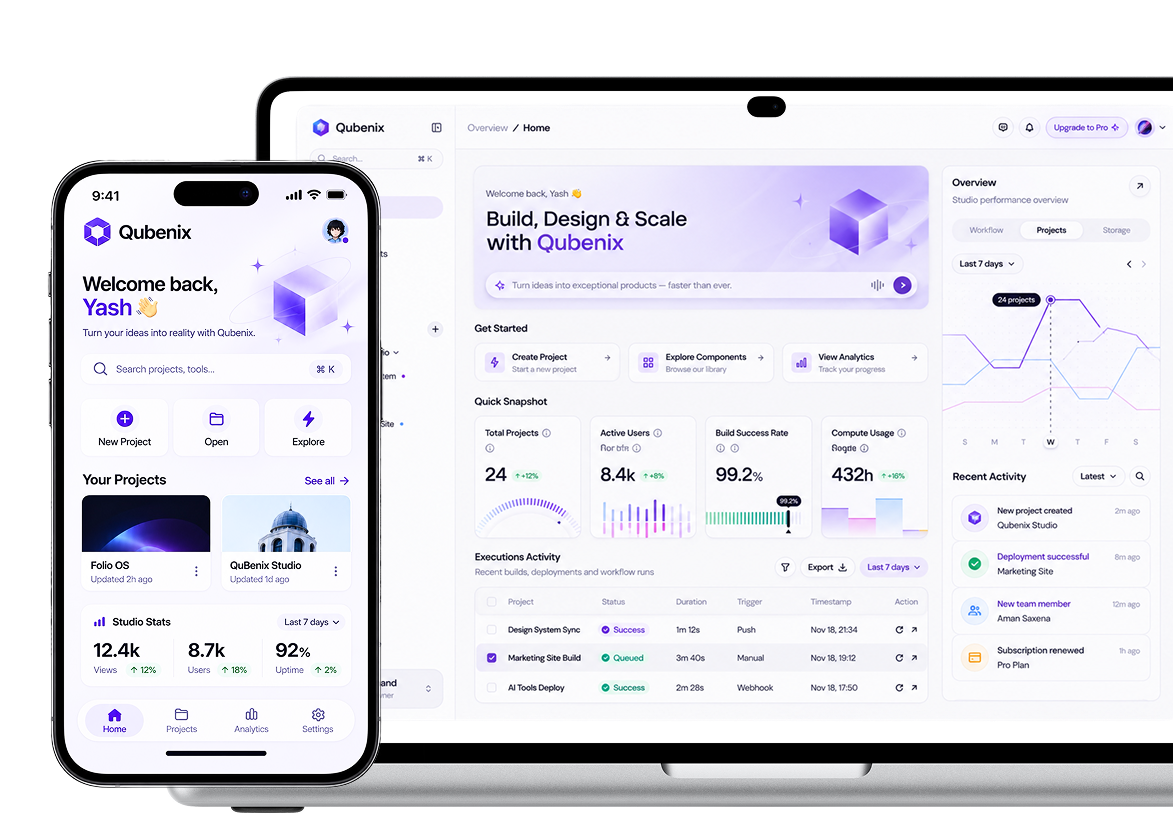 9:41
Qubenix
Welcome back,
Yash 👋
Turn your ideas into reality with Qubenix.
Search projects, tools...
⌘ K
New Project
Open
Explore
Your Projects
See all →
Folio OS
Updated 2h ago
QuBenix Studio
Updated 1d ago
Studio Stats
Last 7 days
12.4k
Views
↑ 12%
8.7k
Users
↑ 18%
92%
Uptime
↑ 2%
Home
Projects
Analytics
Settings
Qubenix
Search...
⌘ K
ts
+
io
tem
Site
and
ner
Overview / Home
Upgrade to Pro
Welcome back, Yash 👋
Build, Design & Scale
with Qubenix
Turn ideas into exceptional products — faster than ever.
Get Started
Create Project →
Start a new project
Explore Components →
Browse our library
View Analytics →
Track your progress
Quick Snapshot
Total Projects
24
↑ +12%
Active Users
8.4k
↑ +8%
Build Success Rate
99.2%
99.2%
Compute Usage
432h
↑ +16%
Executions Activity
Recent builds, deployments and workflow runs
Export
Last 7 days
Project Status Duration Trigger Timestamp Action
Design System Sync Success 1m 12s Push Nov 18, 21:34
Marketing Site Build Queued 3m 40s Manual Nov 18, 19:12
AI Tools Deploy Success 2m 28s Webhook Nov 18, 17:50
Overview
Studio performance overview
Workflow Projects Storage
Last 7 days
24 projects
S M T W T F S
Recent Activity
Latest
New project created 2m ago
Qubenix Studio
Deployment successful 8m ago
Marketing Site
New team member 12m ago
Aman Saxena
Subscription renewed 1h ago
Pro Plan